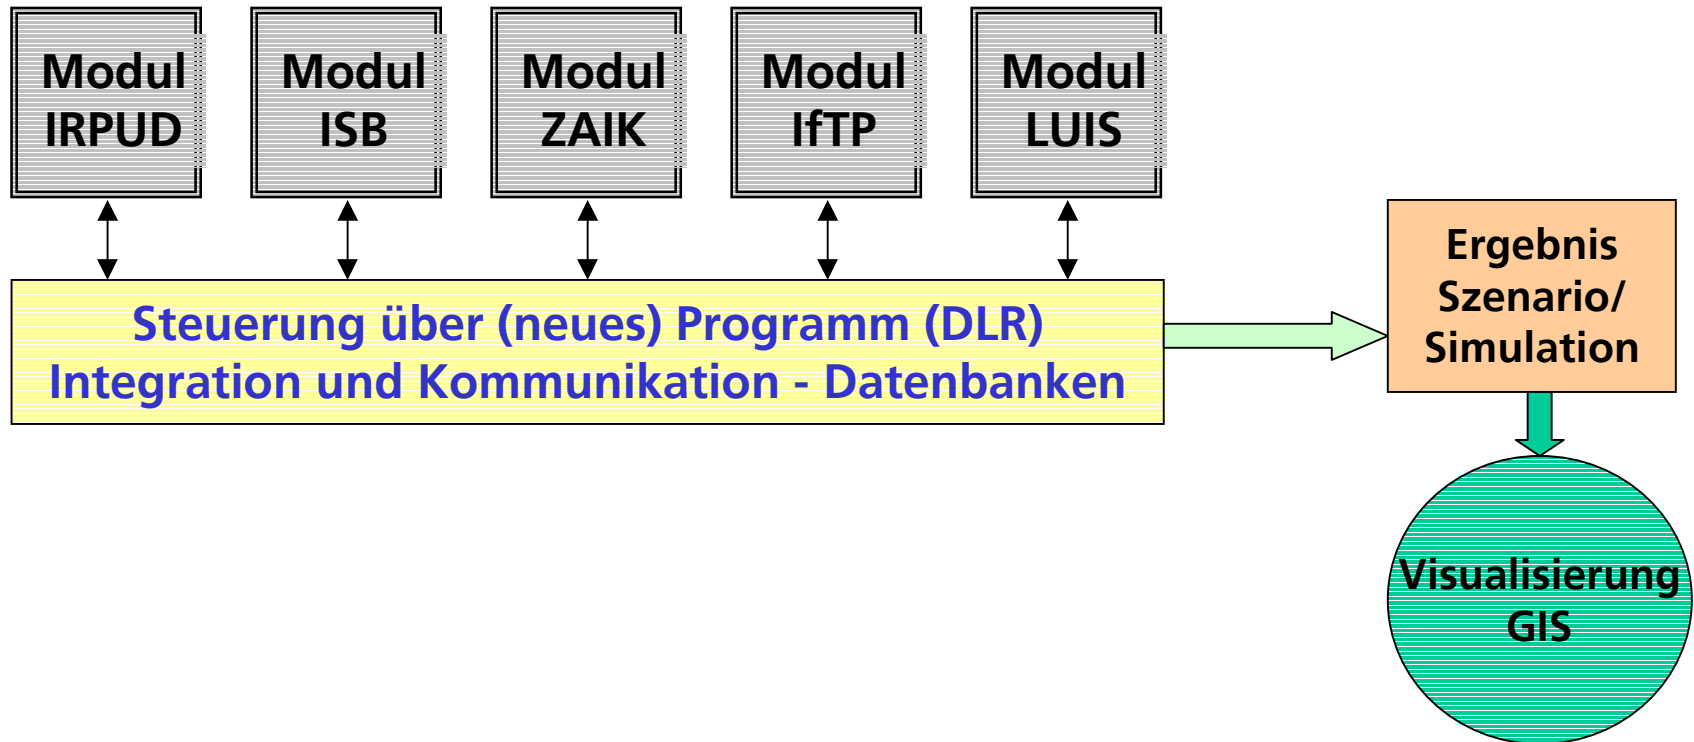 Modul
IRPUD
Modul
ISB
Modul
ZAIK
Modul
IfTP
Modul
LUIS
Steuerung über (neues) Programm (DLR)
Integration und Kommunikation - Datenbanken
Ergebnis
Szenario/
Simulation
Visualisierung
GIS